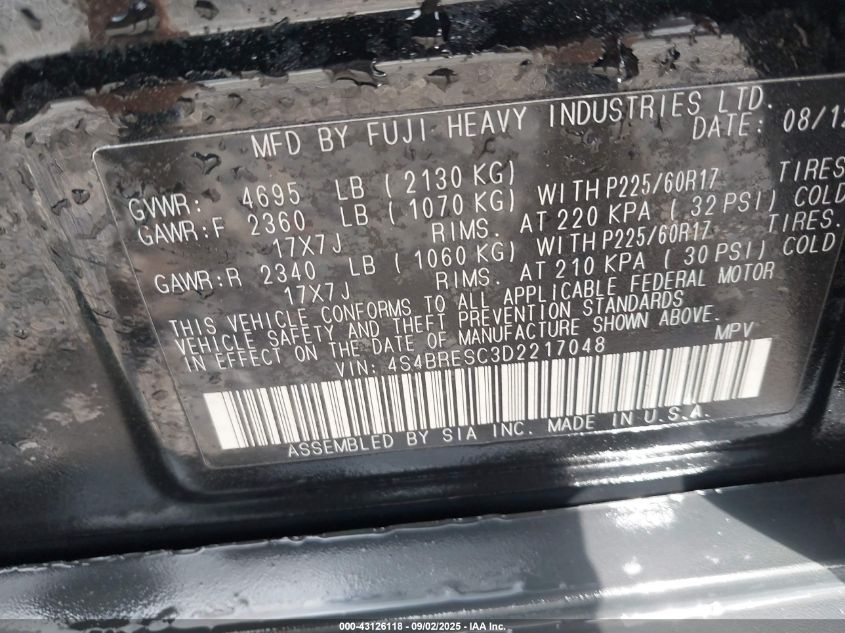 MFD BY FUJI HEAVY INDUSTRIES LTD.
DATE: 08/12
GVWR: 4695 LB ( 2130 KG)
GAWR:F 2360 LB ( 1070 KG) WITH P225/60R17 TIRES
17X7J RIMS. AT 220 KPA ( 32 PSI) COLD
GAWR:R 2340 LB ( 1060 KG) WITH P225/60R17 TIRES.
17X7J RIMS. AT 210 KPA ( 30 PSI) COLD
THIS VEHICLE CONFORMS TO ALL APPLICABLE FEDERAL MOTOR
VEHICLE SAFETY AND THEFT PREVENTION STANDARDS
IN EFFECT ON THE DATE OF MANUFACTURE SHOWN ABOVE.
VIN: 4S4BRESC3D2217048 MPV
ASSEMBLED BY SIA INC. MADE IN U.S.A.
000-43126118 - 09/02/2025 - IAA Inc.